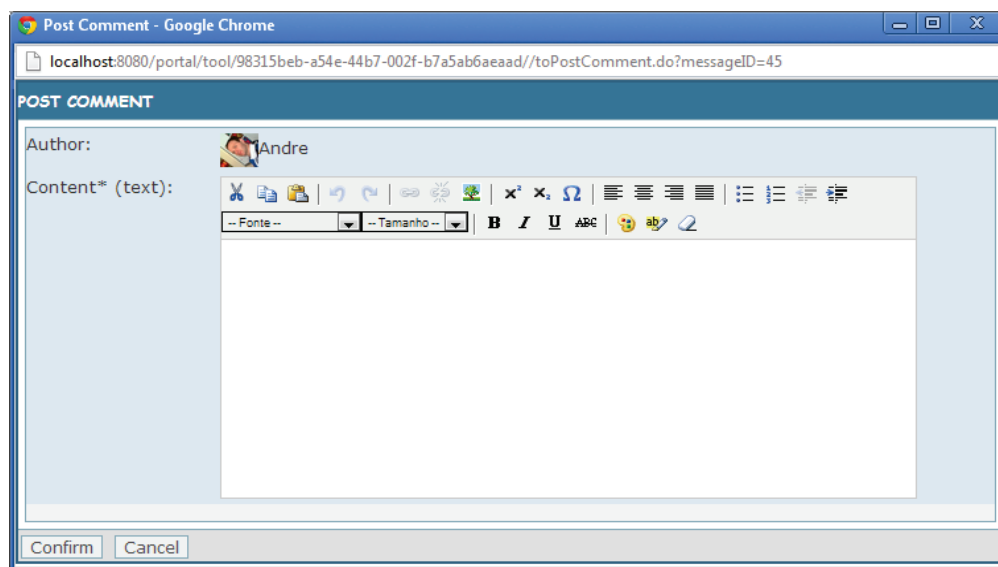 Post Comment - Google Chrome
localhost:8080/portal/tool/98315beb-a54e-44b7-002f-b7a5ab6aeaad//toPostComment.do?messageID=45
POST COMMENT
Author: Andre
Content* (text):
-- Fonte -- -- Tamanho -- B I U ABC ab
Confirm Cancel